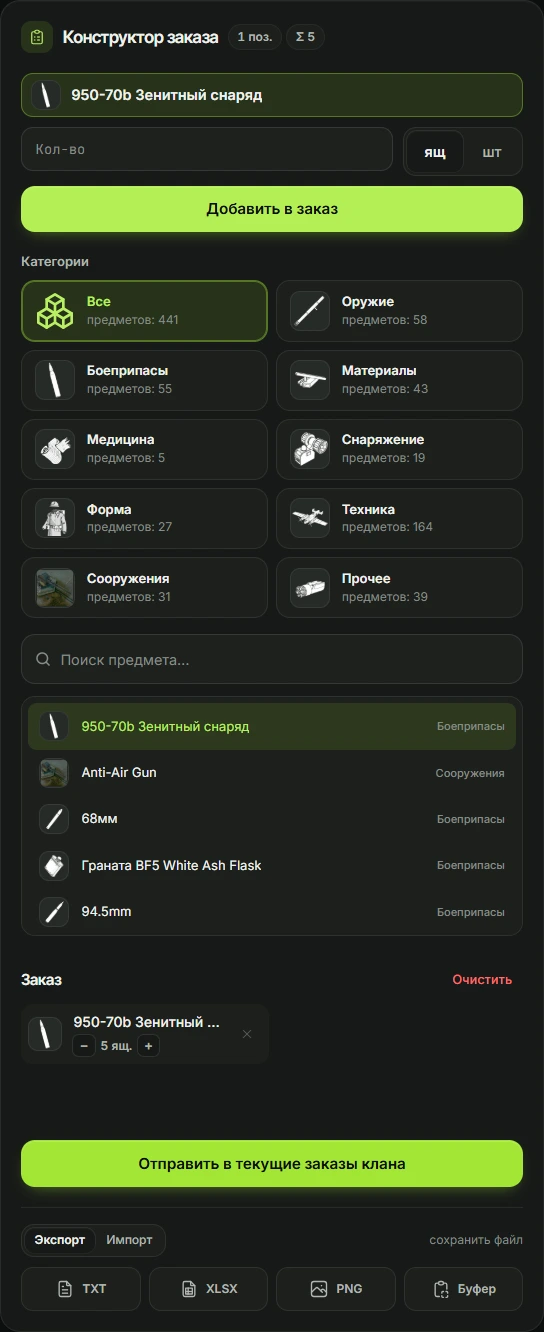 Конструктор заказа 1 поз. Σ 5
950-70b Зенитный снаряд
Кол-во ящ шт
Добавить в заказ
Категории
Все
предметов: 441
Оружие
предметов: 58
Боеприпасы
предметов: 55
Материалы
предметов: 43
Медицина
предметов: 5
Снаряжение
предметов: 19
Форма
предметов: 27
Техника
предметов: 164
Сооружения
предметов: 31
Прочее
предметов: 39
Поиск предмета...
950-70b Зенитный снаряд Боеприпасы
Anti-Air Gun Сооружения
68мм Боеприпасы
Граната BF5 White Ash Flask Боеприпасы
94.5mm Боеприпасы
Заказ Очистить
950-70b Зенитный ...
− 5 ящ. +
Отправить в текущие заказы клана
Экспорт Импорт сохранить файл
TXT XLSX PNG Буфер